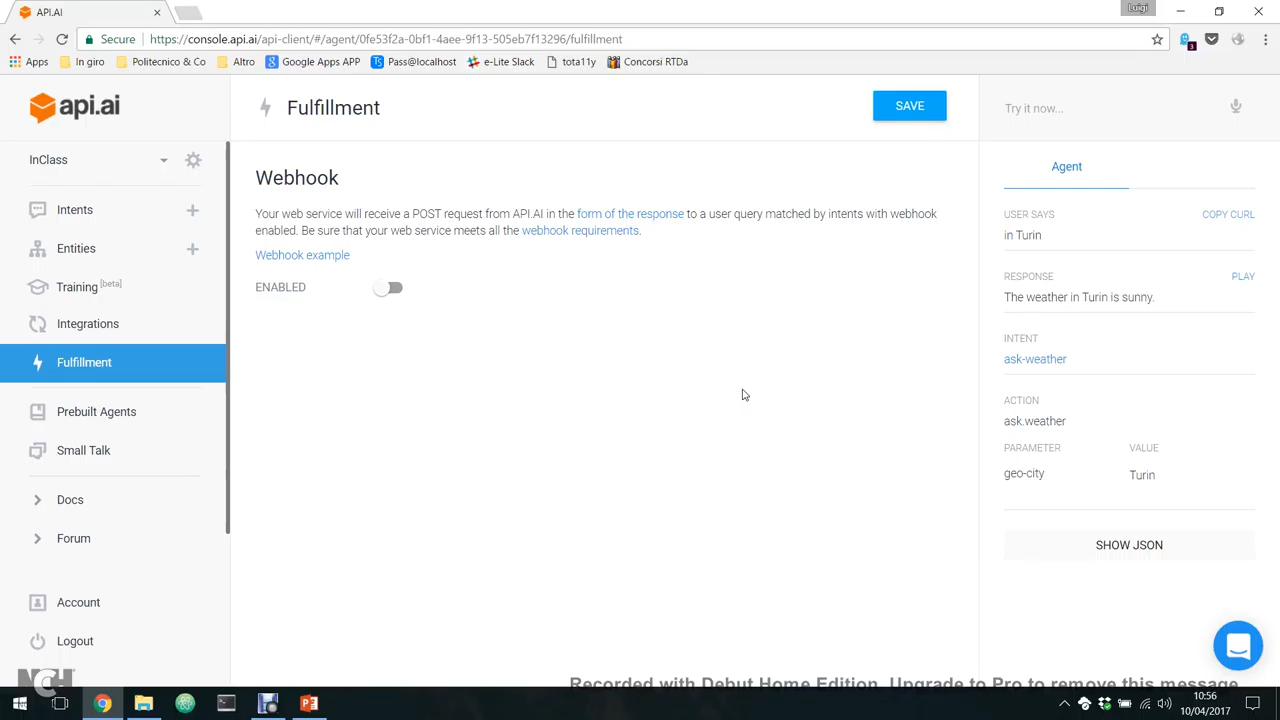 API.AI
Luigi
Secure
https://console.api.ai/api-client/#/agent/0fe53f2a-0bf1-4aee-9f13-505eb7f13296/fulfillment
3
Apps
In giro
Politecnico & Co
Altro
Google Apps APP
Pass@localhost
e-Lite Slack
tota11y
Concorsi RTDa
api.ai
Fulfillment
SAVE
Try it now...
InClass
Intents
Entities
Training [beta]
Integrations
Fulfillment
Prebuilt Agents
Small Talk
Docs
Forum
Account
Logout
Webhook
Your web service will receive a POST request from API.AI in the form of the response to a user query matched by intents with webhook
enabled. Be sure that your web service meets all the webhook requirements.
Webhook example
ENABLED
Agent
USER SAYS
COPY CURL
in Turin
RESPONSE
PLAY
The weather in Turin is sunny.
INTENT
ask-weather
ACTION
ask.weather
PARAMETER
VALUE
geo-city
Turin
SHOW JSON
NCH
Recorded with Debut Home Edition. Upgrade to Pro to remove this message
10:56
10/04/2017